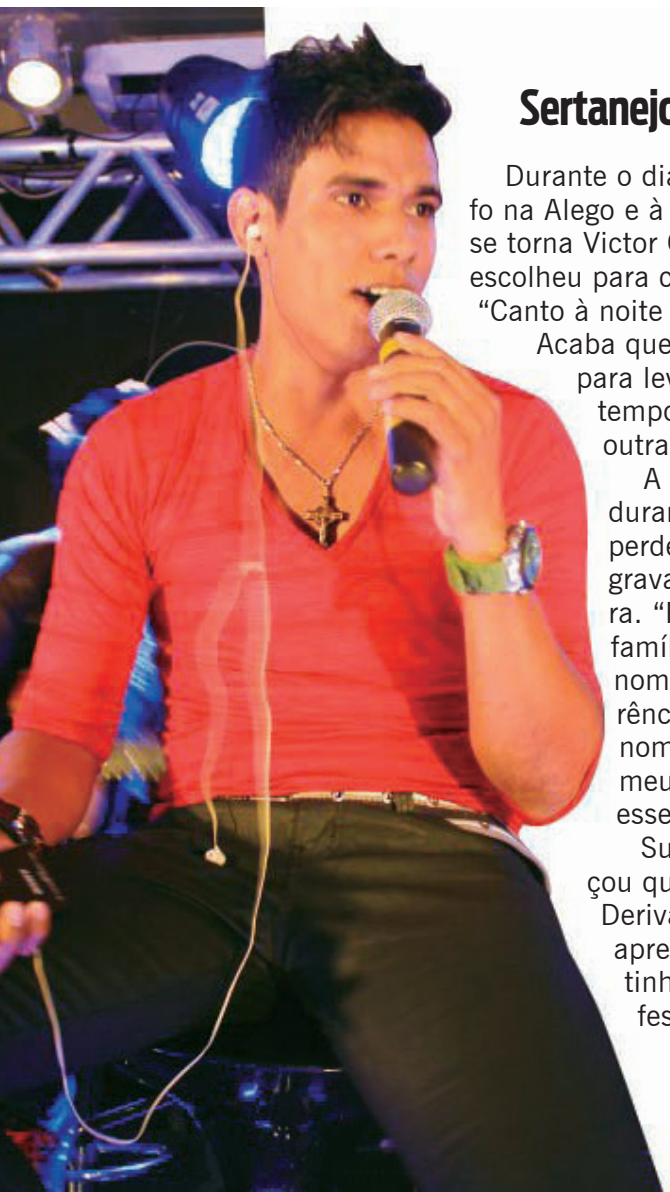 Sertanejo
Durante o dia
fo na Alego e à
se torna Victor
escolheu para
“Canto à noite
Acaba que
para lev
tempo
outra
A
duran
perde
grava
ra. “
famí
nom
rênc
nom
meu
esse
Su
çou qu
Deriva
apre
tinh
fes